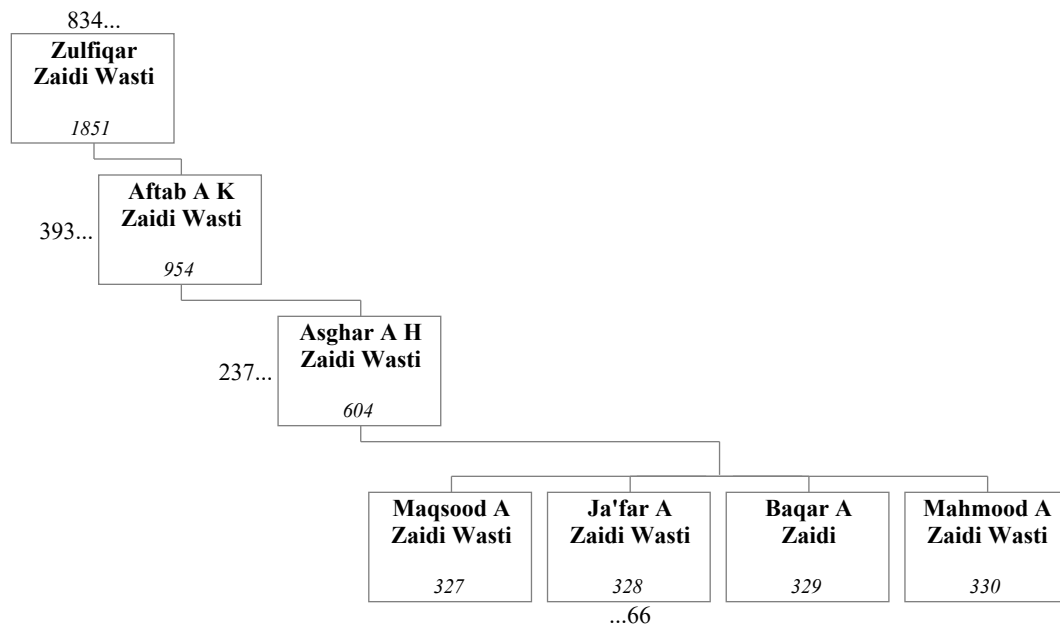 834...
Zulfiqar
Zaidi Wasti
1851
Aftab A K
Zaidi Wasti
393...
954
Asghar A H
Zaidi Wasti
237...
604
Maqsood A
Zaidi Wasti
327
Ja'far A
Zaidi Wasti
328
...66
Baqar A
Zaidi
329
Mahmood A
Zaidi Wasti
330